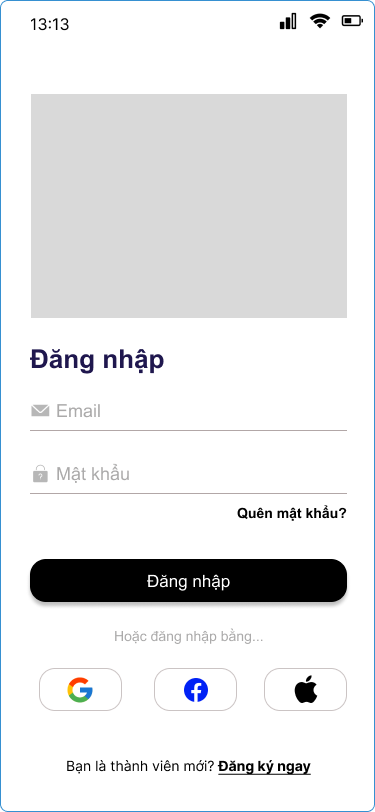 13:13
Đăng nhập
Email
Mật khẩu
Quên mật khẩu?
Đăng nhập
Hoặc đăng nhập bằng...
Bạn là thành viên mới? Đăng ký ngay